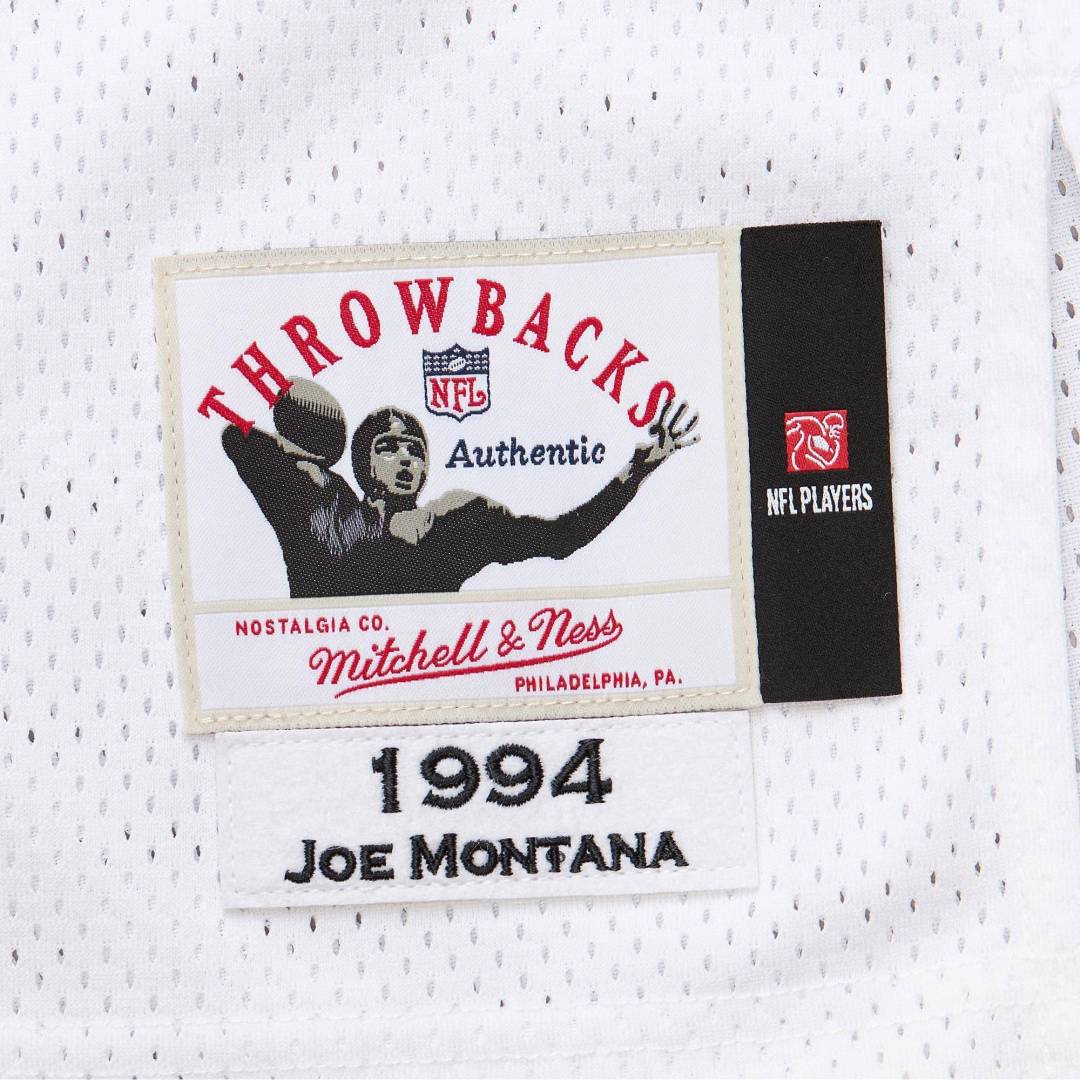 THROWBACKS
NFL
Authentic
NFL PLAYERS
NOSTALGIA CO.
Mitchell & Ness
PHILADELPHIA, PA.
1994
JOE MONTANA